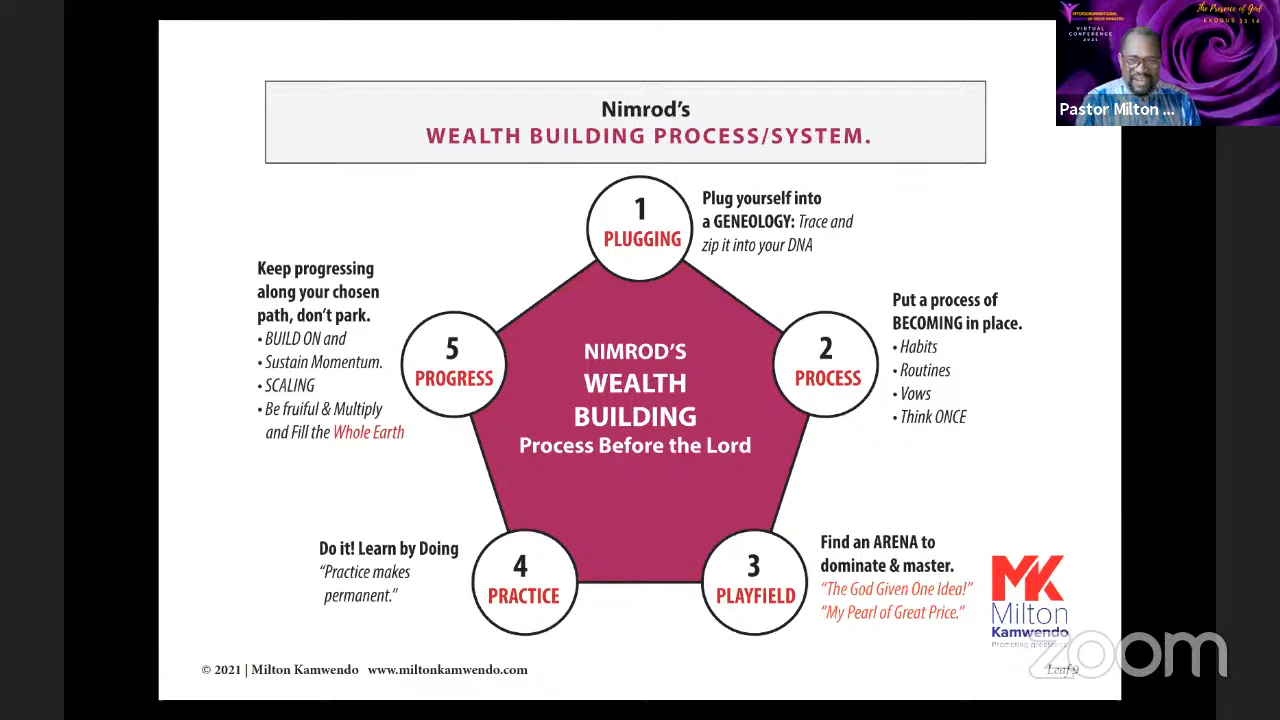 Nimrod's
WEALTH BUILDING PROCESS/SYSTEM.
1
PLUGGING
Plug yourself into
a GENEOLOGY: Trace and
zip it into your DNA
2
PROCESS
Put a process of
BECOMING in place.
• Habits
• Routines
• Vows
• Think ONCE
3
PLAYFIELD
Find an ARENA to
dominate & master.
"The God Given One Idea!"
"My Pearl of Great Price."
4
PRACTICE
Do it! Learn by Doing
"Practice makes
permanent."
5
PROGRESS
Keep progressing
along your chosen
path, don't park.
• BUILD ON and
• Sustain Momentum.
• SCALING
• Be fruiful & Multiply
and Fill the Whole Earth
NIMROD'S
WEALTH
BUILDING
Process Before the Lord
MK
Milton
Kamwendo
Promoting greatness
zoom
Leaf 9
© 2021 | Milton Kamwendo www.miltonkamwendo.com
VIRTUAL
CONFERENCE
2021
The Presence of God
EXODUS 33:14
Pastor Milton ...